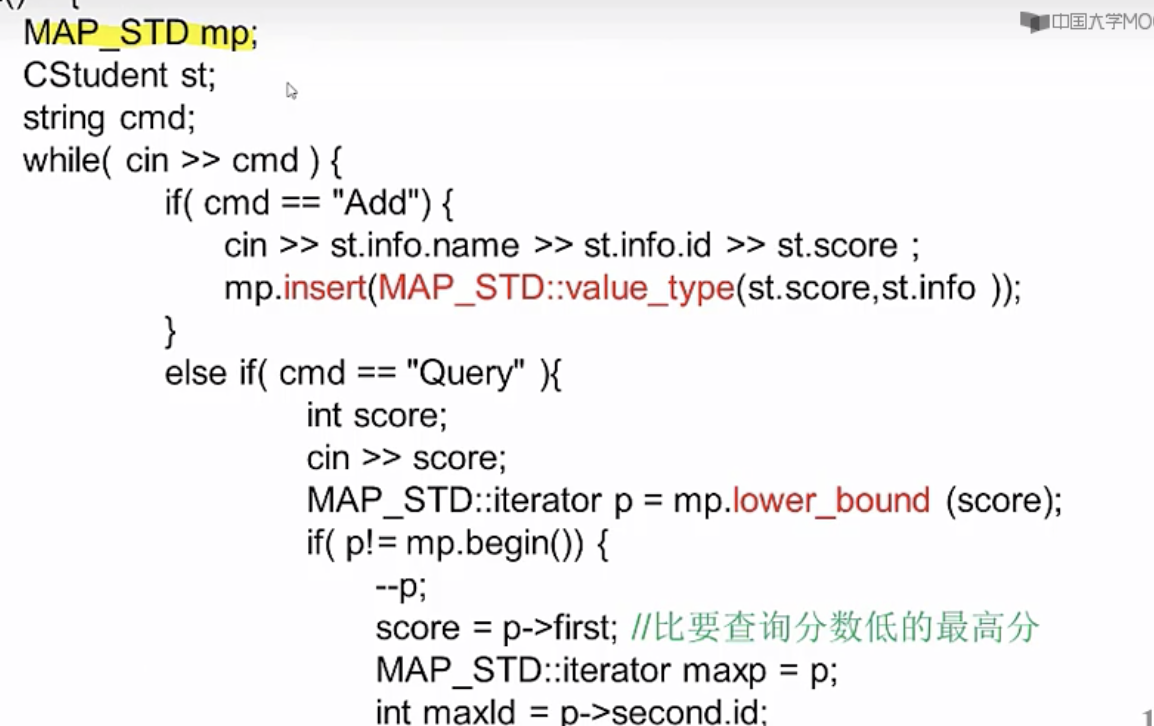 MAP_STD mp;
中国大学MO
CStudent st;
string cmd;
while( cin >> cmd ) {
if( cmd == "Add") {
cin >> st.info.name >> st.info.id >> st.score ;
mp.insert(MAP_STD::value_type(st.score,st.info ));
}
else if( cmd == "Query" ){
int score;
cin >> score;
MAP_STD::iterator p = mp.lower_bound (score);
if( p!= mp.begin()) {
--p;
score = p->first; //比要查询分数低的最高分
MAP_STD::iterator maxp = p;
int maxId = p->second.id;